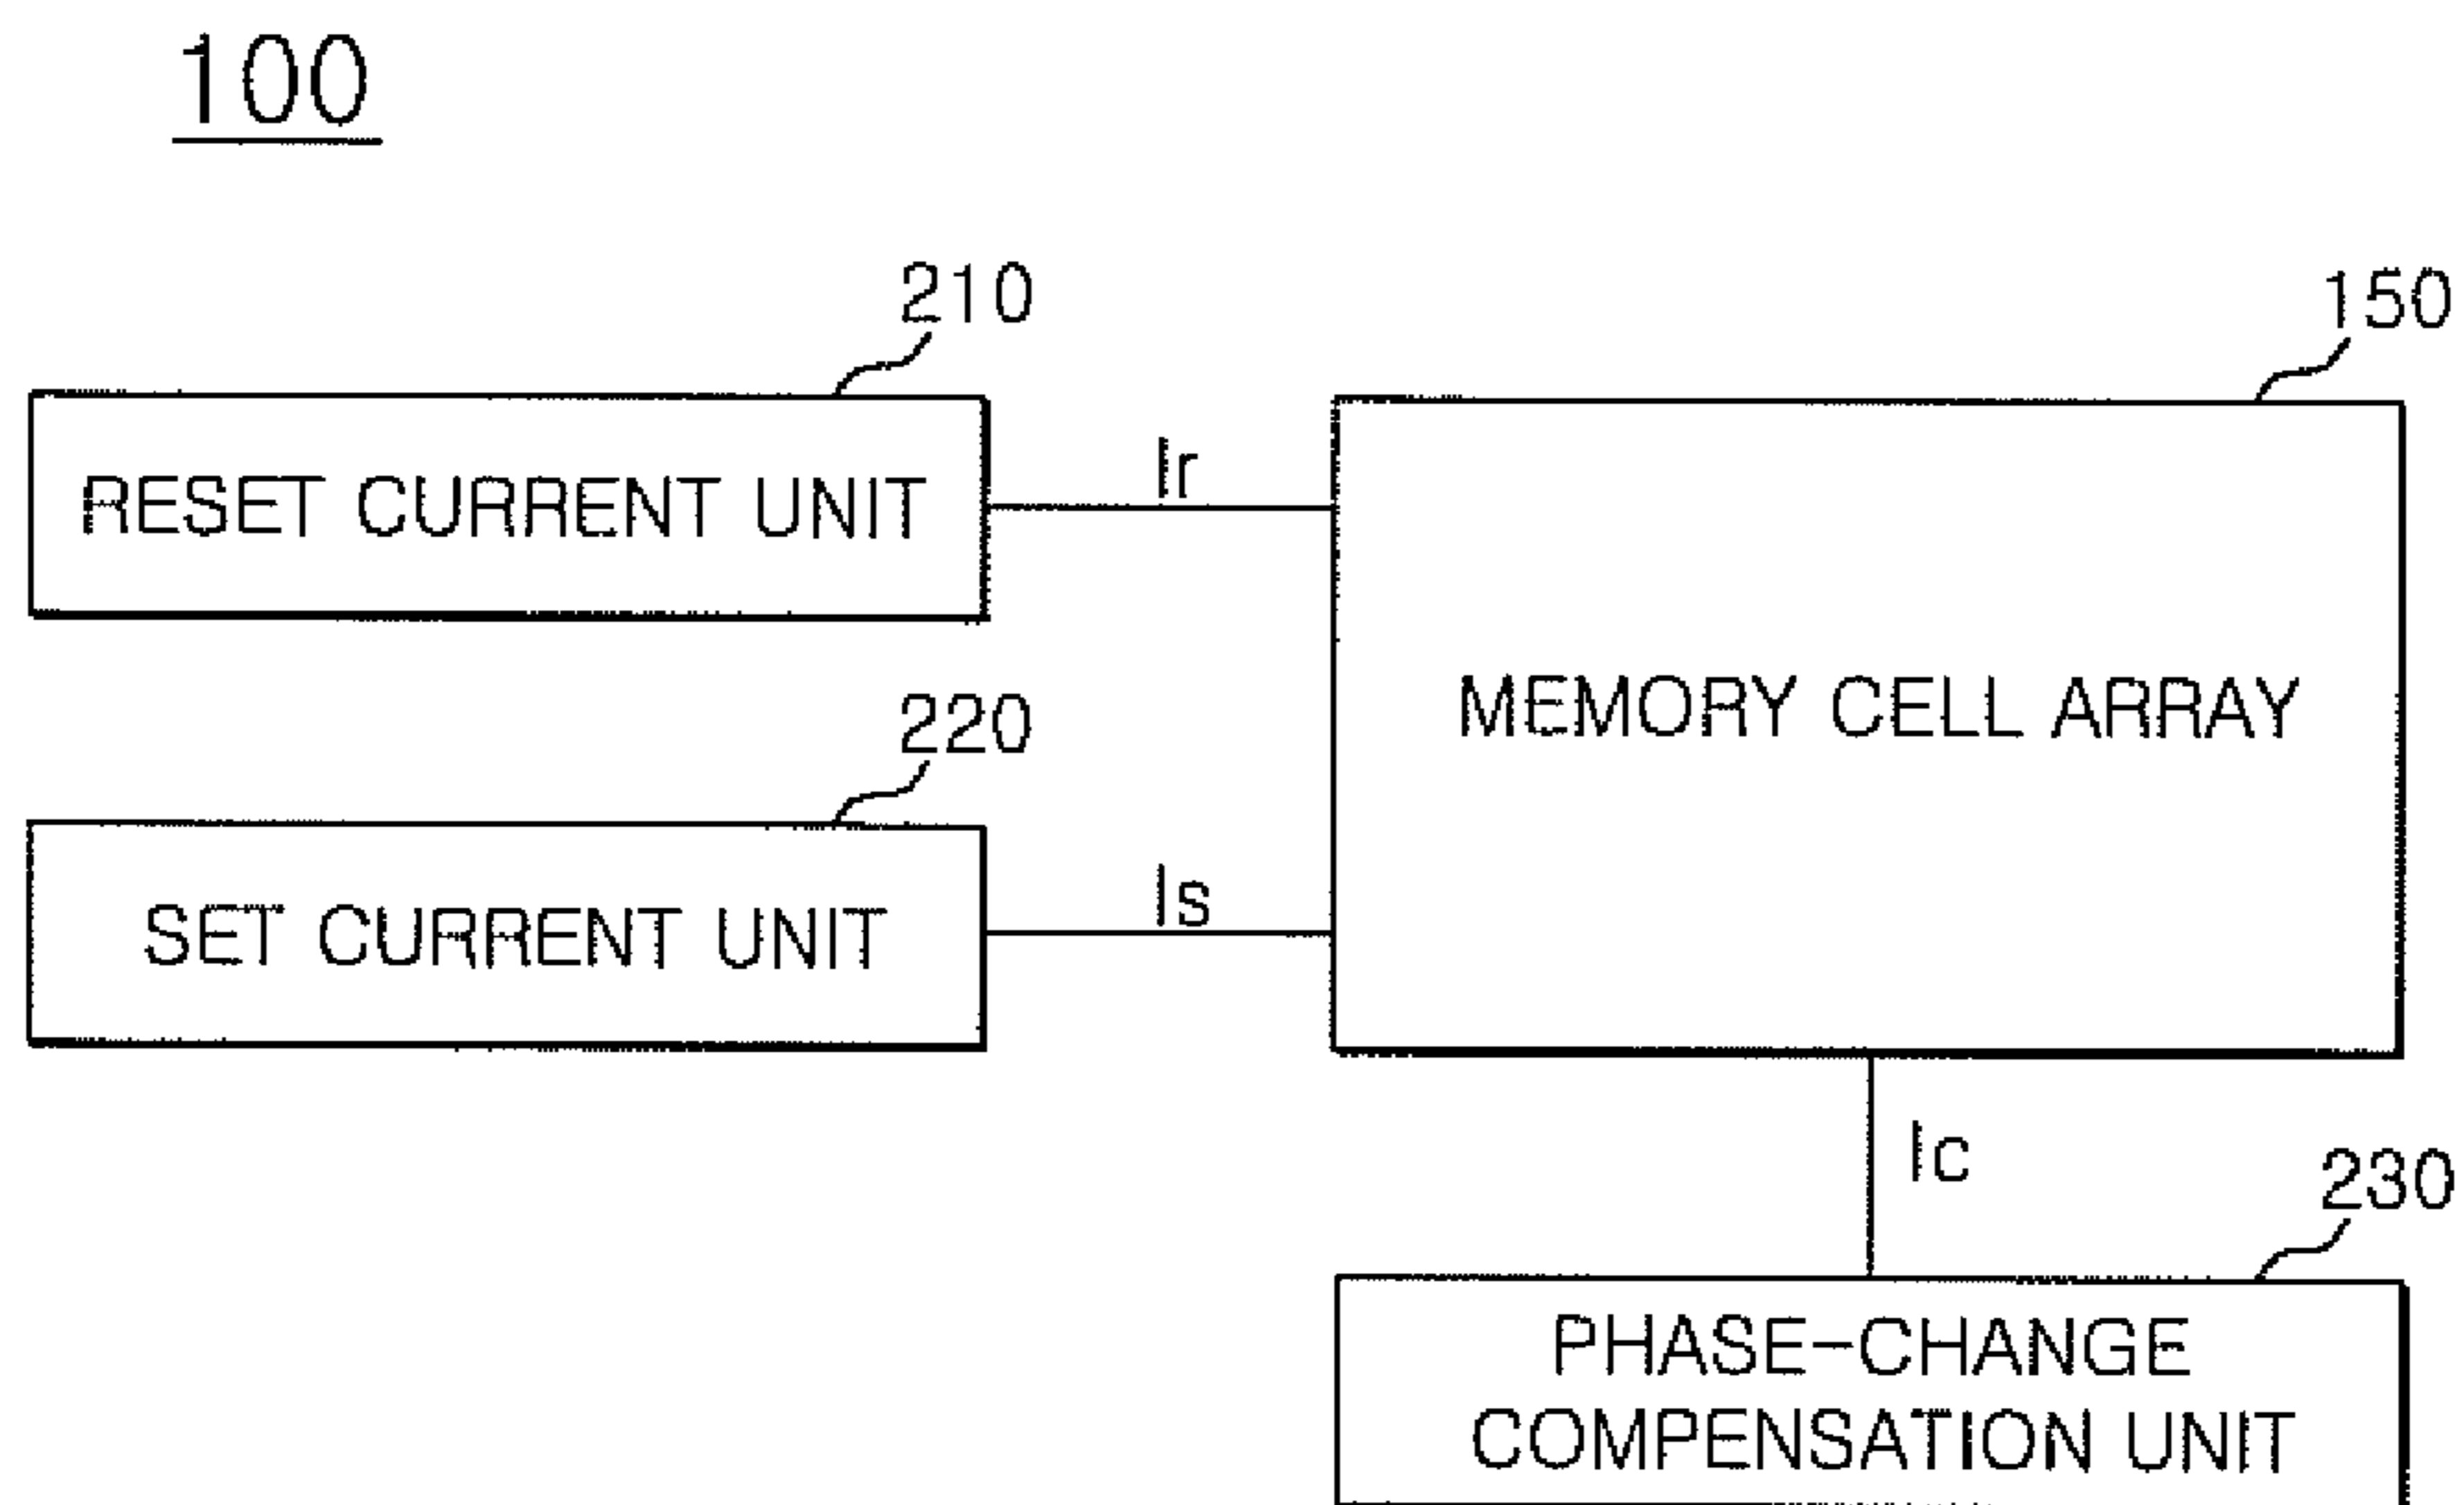 100
210
150
RESET CURRENT UNIT
Ir
MEMORY CELL ARRAY
220
SET CURRENT UNIT
Is
Ic
230
PHASE-CHANGE
COMPENSATION UNIT